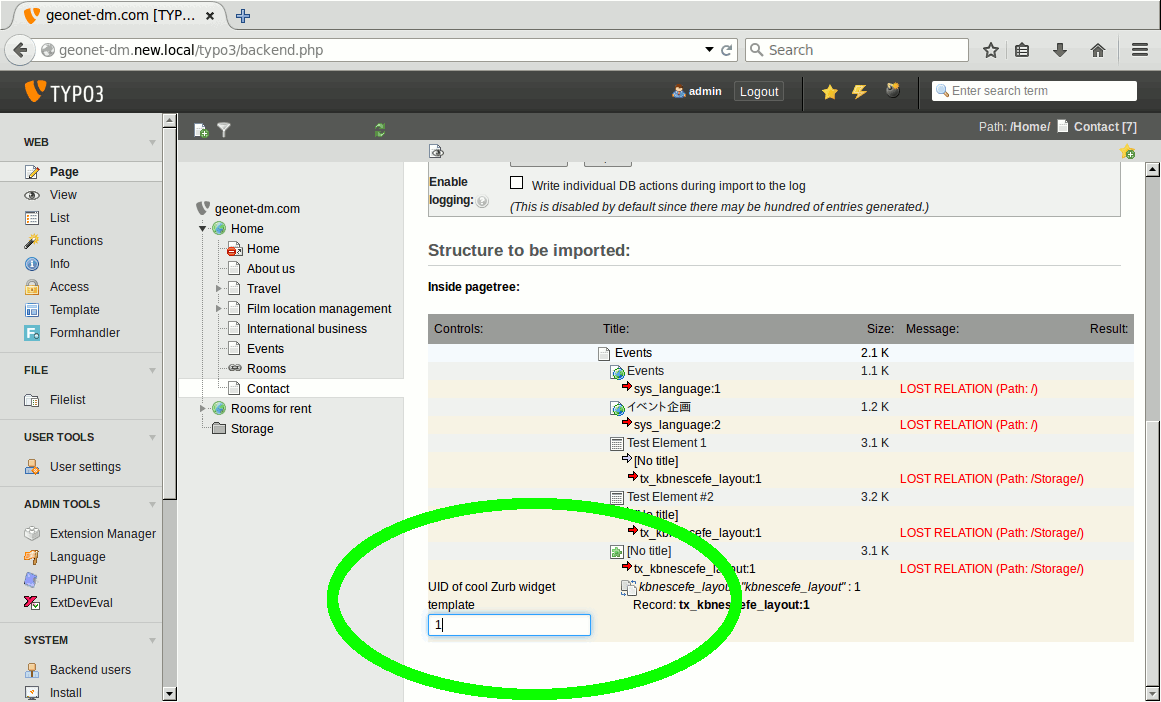 geonet-dm.com [TYP...
geonet-dm.new.local/typo3/backend.php
Search
TYPO3
admin
Logout
Enter search term
Path: /Home/ Contact [7]
WEB
Page
View
List
Functions
Info
Access
Template
Formhandler
FILE
Filelist
USER TOOLS
User settings
ADMIN TOOLS
Extension Manager
Language
PHPUnit
ExtDevEval
SYSTEM
Backend users
Install
geonet-dm.com
Home
Home
About us
Travel
Film location management
International business
Events
Rooms
Contact
Rooms for rent
Storage
Enable
logging:
Write individual DB actions during import to the log
(This is disabled by default since there may be hundred of entries generated.)
Structure to be imported:
Inside pagetree:
Controls: Title: Size: Message: Result:
Events 2.1 K
Events 1.1 K
sys_language:1 LOST RELATION (Path: /)
イベント企画 1.2 K
sys_language:2 LOST RELATION (Path: /)
Test Element 1 3.1 K
[No title]
tx_kbnescefe_layout:1 LOST RELATION (Path: /Storage/)
Test Element #2 3.2 K
title]
tx_kbnescefe_layout:1 LOST RELATION (Path: /Storage/)
[No title] 3.1 K
tx_kbnescefe_layout:1 LOST RELATION (Path: /Storage/)
UID of cool Zurb widget
template
1
"kbnescefe_layout" : 1
Record: tx_kbnescefe_layout:1